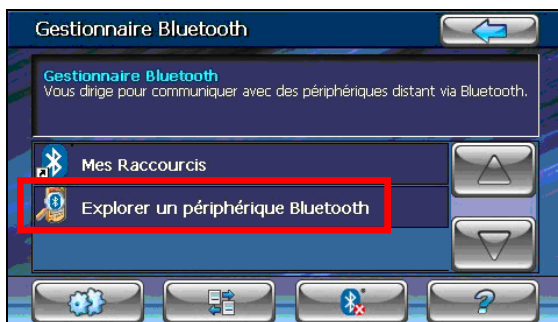 Gestionnaire Bluetooth
Gestionnaire Bluetooth
Vous dirige pour communiquer avec des périphériques distant via Bluetooth.
Mes Raccourcis
Explorer un périphérique Bluetooth
?